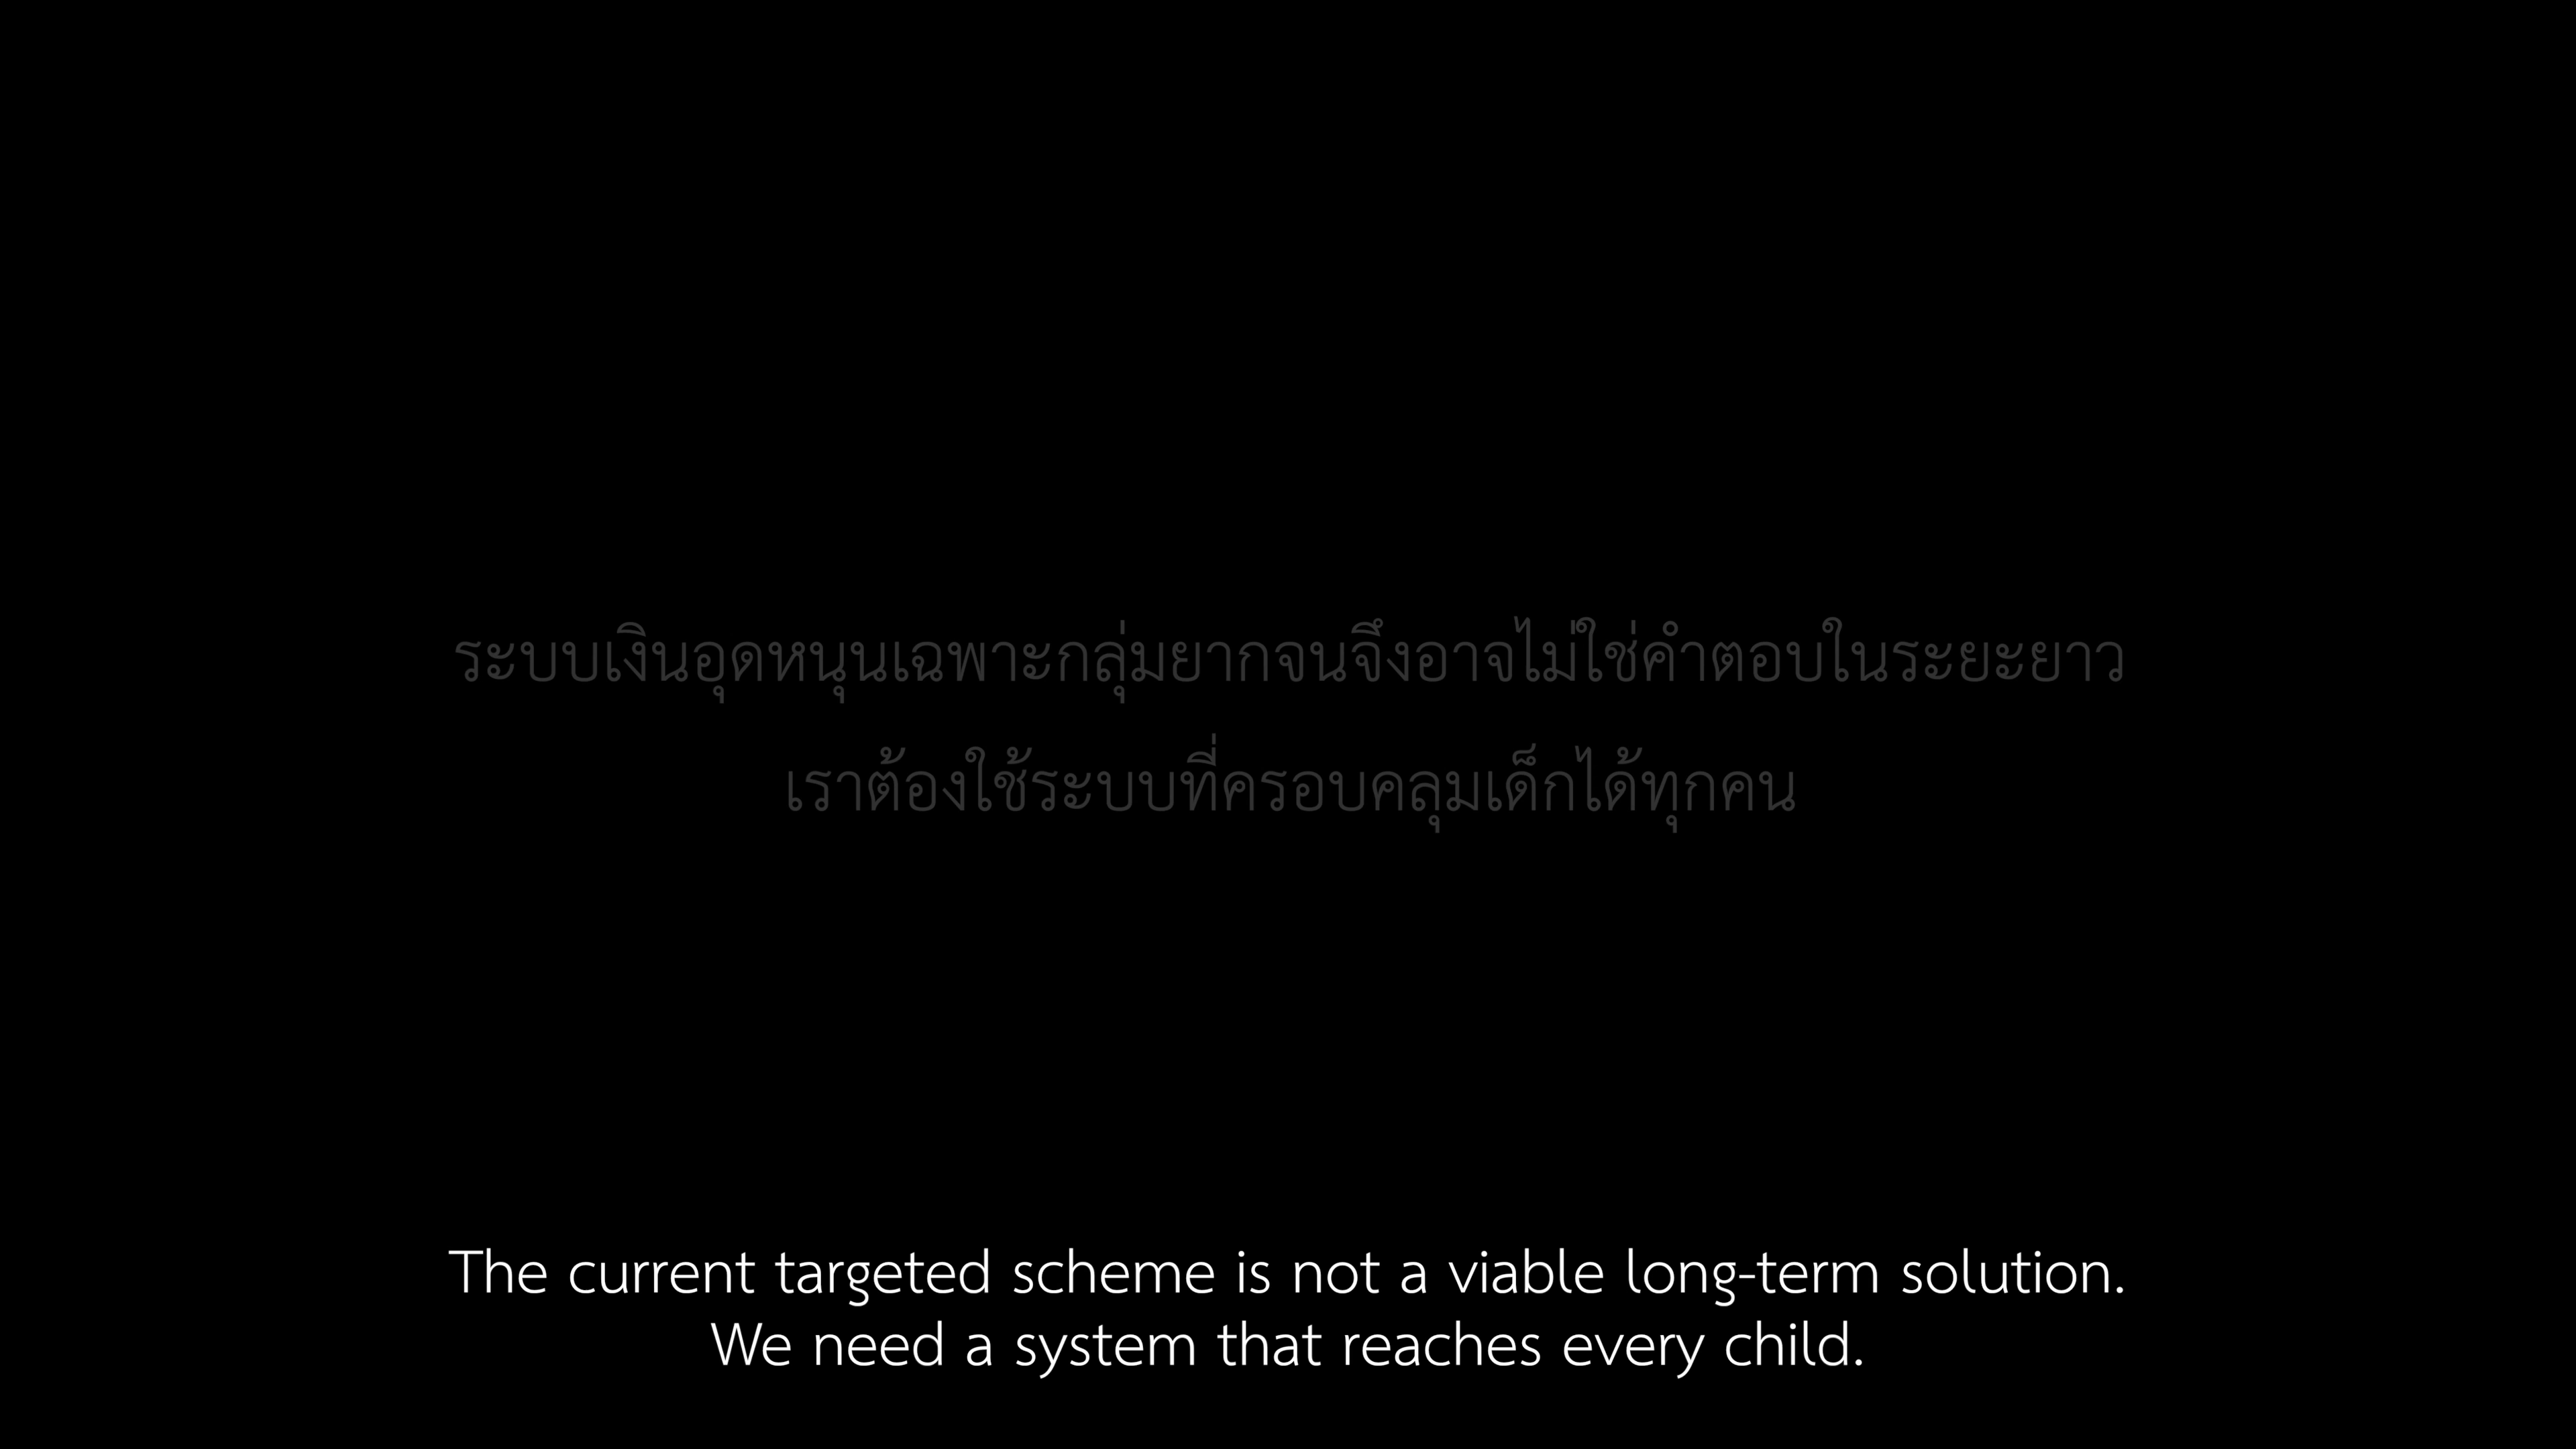 ระบบเงินอุดหนุนเฉพาะกลุ่มยากจนจึงอาจไม่ใช่คำตอบในระยะยาว
เราต้องใช้ระบบที่ครอบคลุมเด็กได้ทุกคน
The current targeted scheme is not a viable long-term solution.
We need a system that reaches every child.